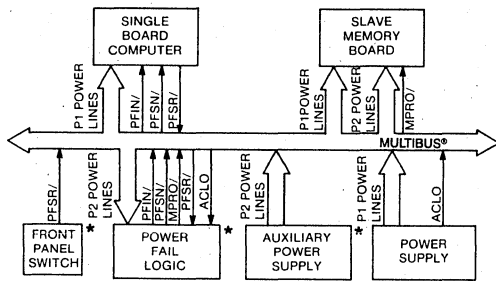 SINGLE
BOARD
COMPUTER
SLAVE
MEMORY
BOARD
P1 POWER
LINES
PFIN/
PFSN/
PFSR/
P1POWER
LINES
P2 POWER
LINES
MPRO/
MULTIBUS®
PFSR/
P2 POWER
LINES
PFIN/
PFSN/
MPRO/
PFSR/
ACLO
P2 POWER
LINES
P1 POWER
LINES
ACLO
FRONT
PANEL
SWITCH
*
POWER
FAIL
LOGIC
*
AUXILIARY
POWER
SUPPLY
*
POWER
SUPPLY